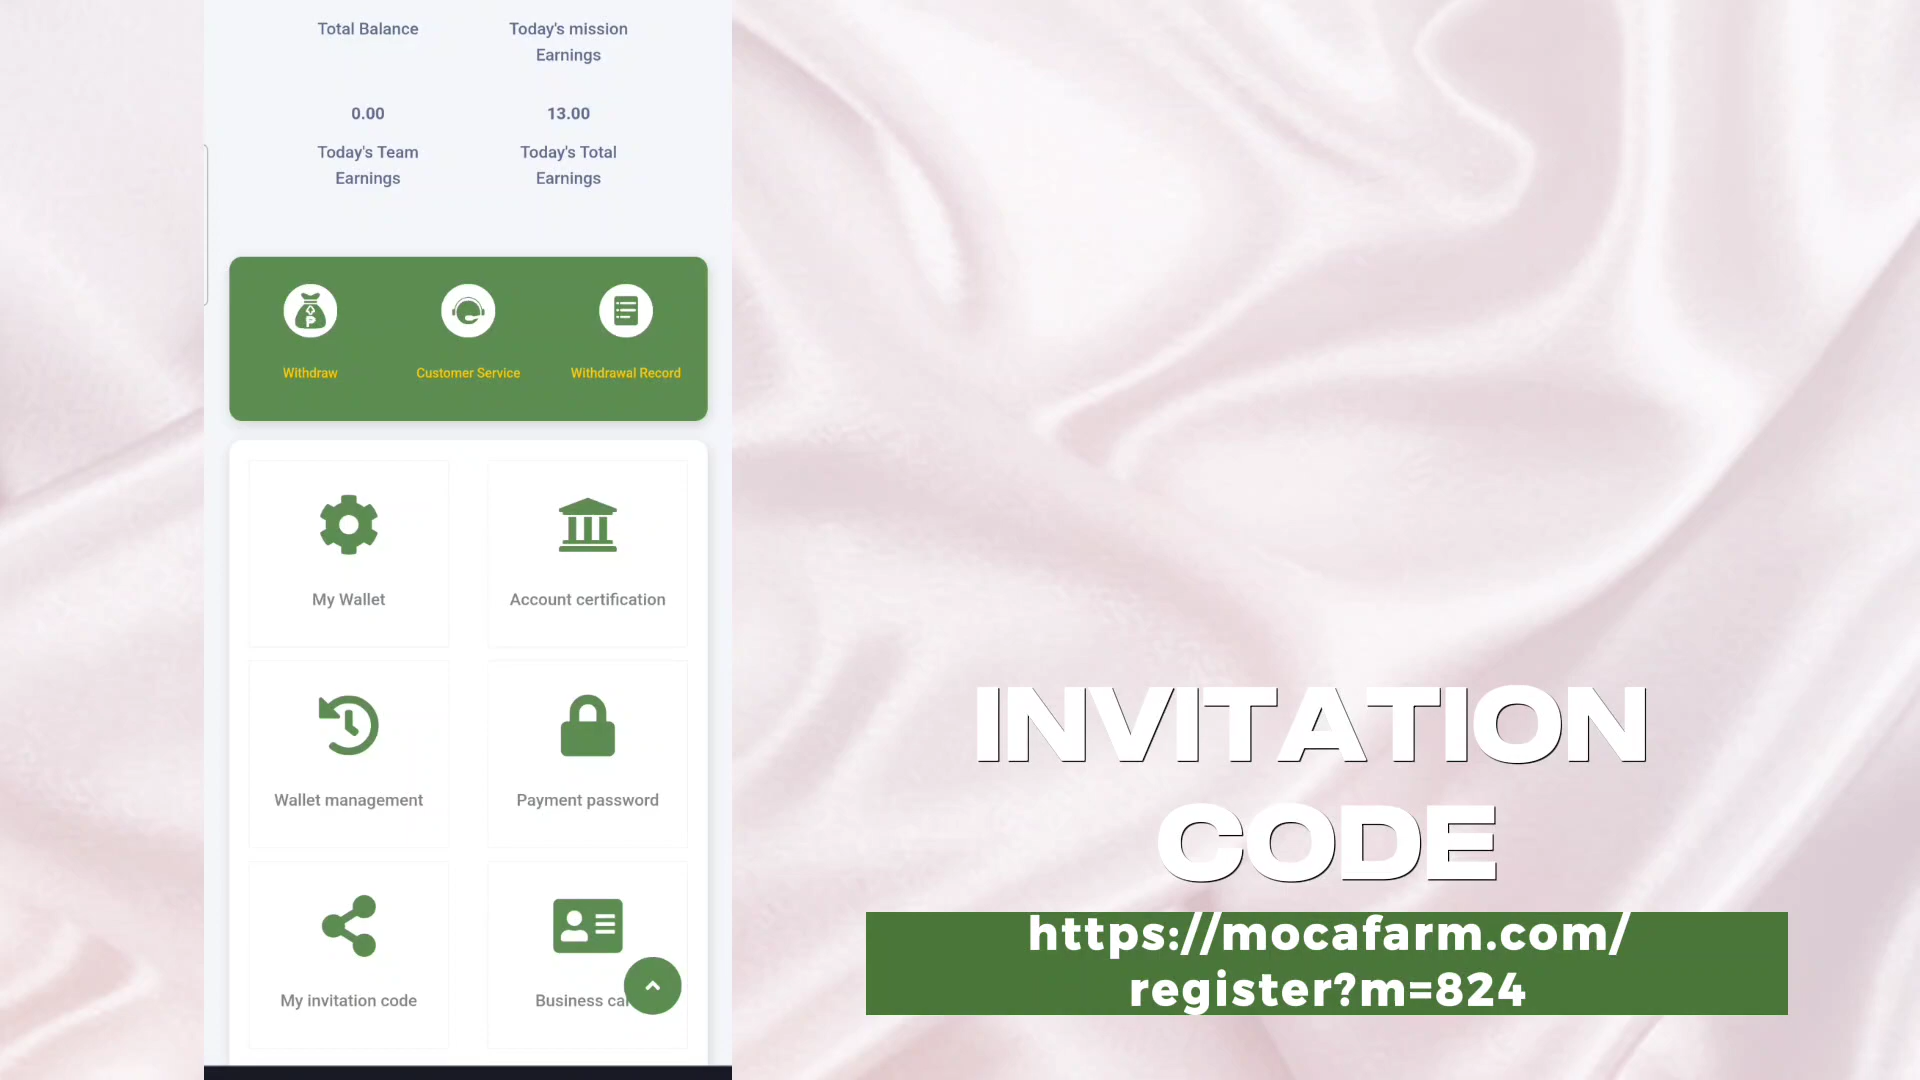 Total Balance
Today's mission
Earnings
0.00
13.00
Today's Team
Earnings
Today's Total
Earnings
Withdraw
Customer Service
Withdrawal Record
My Wallet
Account certification
Wallet management
Payment password
My invitation code
Business ca
INVITATION
CODE
https://mocafarm.com/
register?m=824